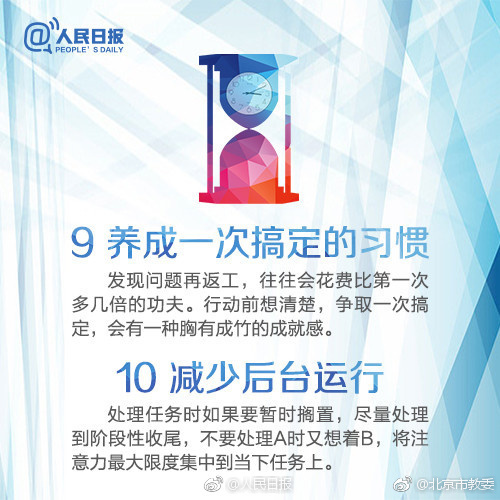 @人民日报
PEOPLE'S DAILY
9 养成一次搞定的习惯
发现问题再返工，往往会花费比第一次
多几倍的功夫。行动前想清楚，争取一次搞
定，会有一种胸有成竹的成就感。
10 减少后台运行
处理任务时如果要暂时搁置，尽量处理
到阶段性收尾，不要处理A时又想着B，将注
意力最大限度集中到当下任务上。
@人民日报
@北京市教委